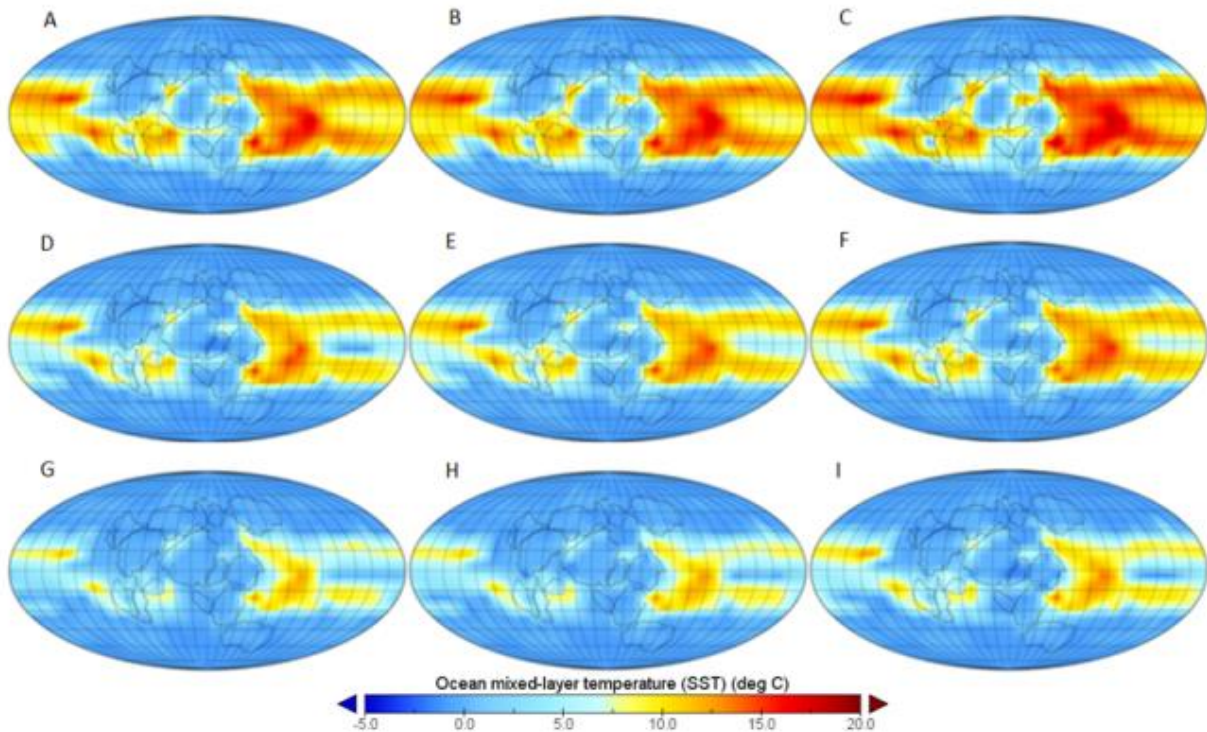 A B C
D E F
G H I
Ocean mixed-layer temperature (SST) (deg C)
-5.0 0.0 5.0 10.0 15.0 20.0